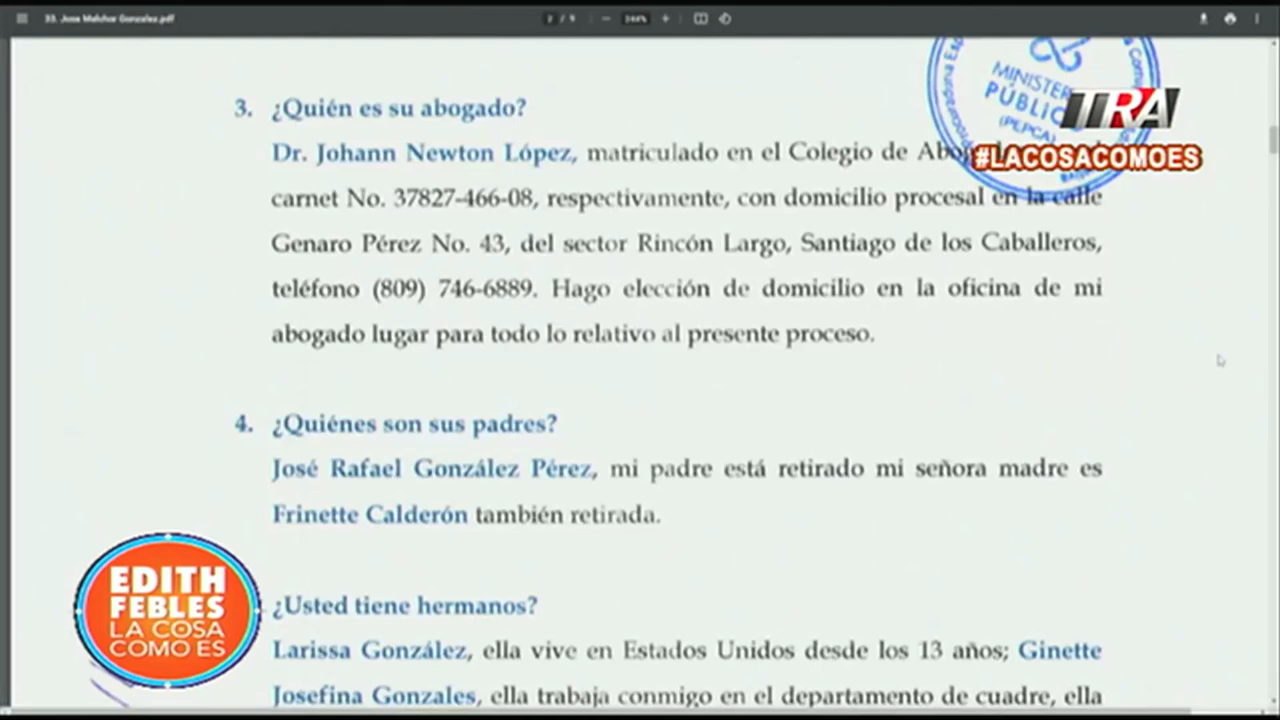 33. Jose Melchor Gonzalez.pdf
2 / 9
244%
MINISTER
PÚBLIC
(PEPCA)
TRA
#LACOSACOMOES
3. ¿Quién es su abogado?
Dr. Johann Newton López, matriculado en el Colegio de
carnet No. 37827-466-08, respectivamente, con domicilio procesal en la calle
Genaro Pérez No. 43, del sector Rincón Largo, Santiago de los Caballeros,
teléfono (809) 746-6889. Hago elección de domicilio en la oficina de mi
abogado lugar para todo lo relativo al presente proceso.
4. ¿Quiénes son sus padres?
José Rafael González Pérez, mi padre está retirado mi señora madre es
Frinette Calderón también retirada.
¿Usted tiene hermanos?
Larissa González, ella vive en Estados Unidos desde los 13 años; Ginette
Josefina Gonzales, ella trabaja conmigo en el departamento de cuadre, ella
EDITH
FEBLES
LA COSA
COMO ES